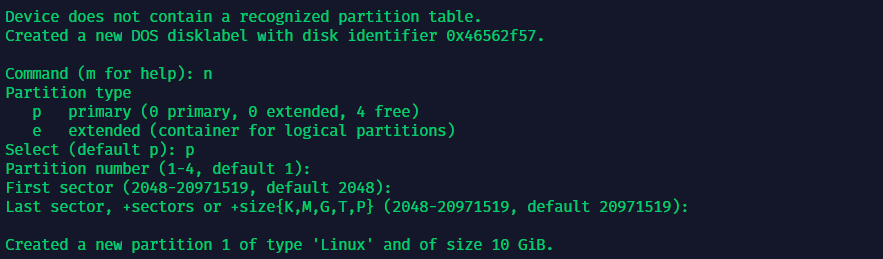 Device does not contain a recognized partition table.
Created a new DOS disklabel with disk identifier 0x46562f57.
Command (m for help): n
Partition type
p primary (0 primary, 0 extended, 4 free)
e extended (container for logical partitions)
Select (default p): p
Partition number (1-4, default 1):
First sector (2048-20971519, default 2048):
Last sector, +sectors or +size{K,M,G,T,P} (2048-20971519, default 20971519):
Created a new partition 1 of type 'Linux' and of size 10 GiB.